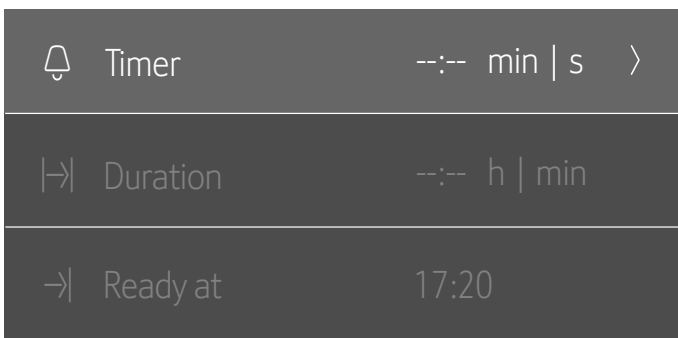 Timer --:-- min | s
Duration --:-- h | min
Ready at 17:20